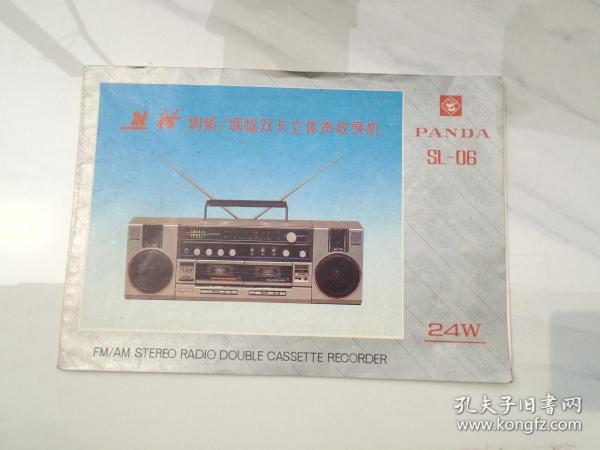 熊猫 调频/调幅双卡立体声收录机
PANDA
SL-06
24W
FM/AM STEREO RADIO DOUBLE CASSETTE RECORDER
孔夫子旧书网
www.kongfz.com